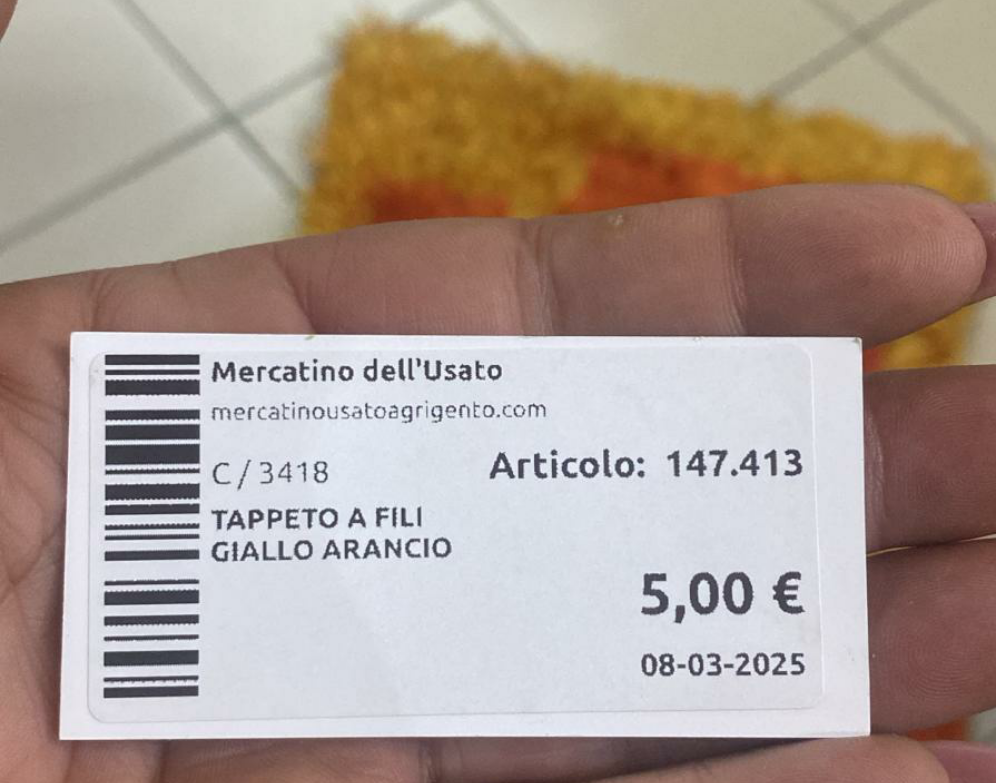 Mercatino dell'Usato
mercatinousatoagrigento.com
C/3418
Articolo: 147.413
TAPPETO A FILI
GIALLO ARANCIO
5,00 €
08-03-2025